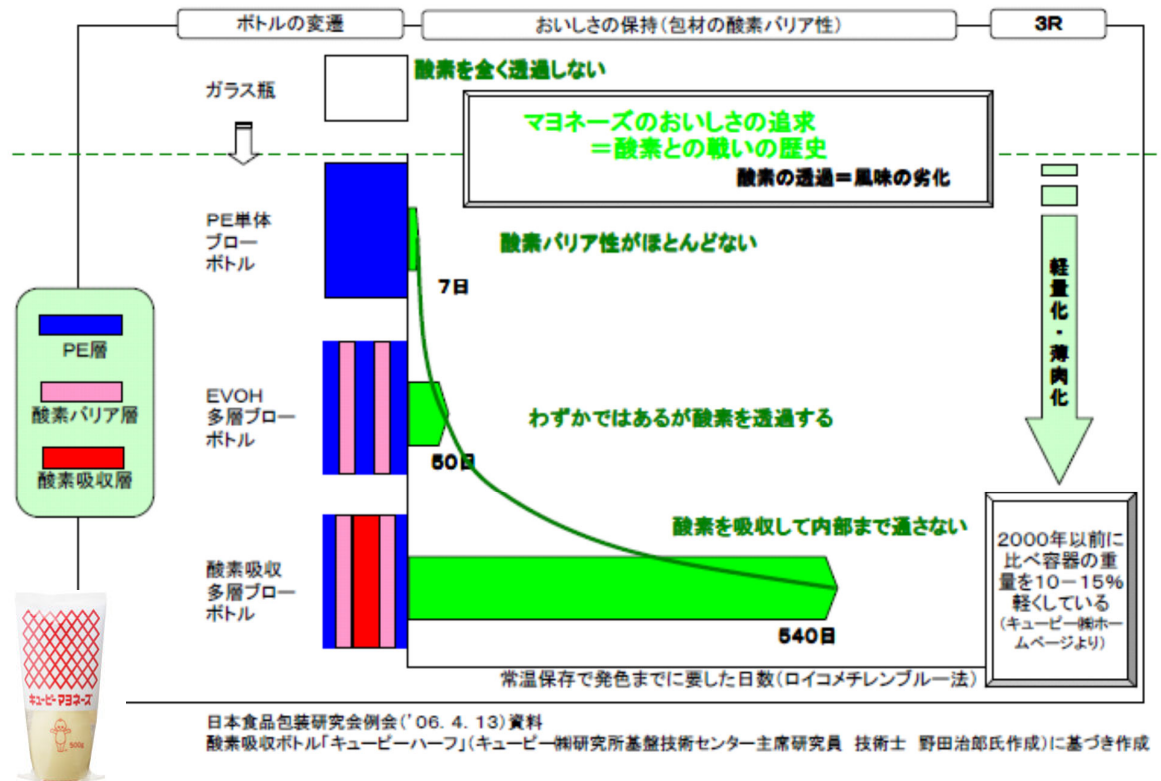 ボトルの変遷
おいしさの保持(包材の酸素バリア性)
3R
ガラス瓶
酸素を全く透過しない
マヨネーズのおいしさの追求
=酸素との戦いの歴史
酸素の透過=風味の劣化
PE単体
ブロー
ボトル
酸素バリア性がほとんどない
7日
軽量化・薄肉化
PE層
酸素バリア層
酸素吸収層
EVOH
多層ブロー
ボトル
わずかではあるが酸素を透過する
50日
酸素を吸収して内部まで通さない
酸素吸収
多層ブロー
ボトル
540日
2000年以前に
比べ容器の重
量を10-15%
軽くしている
(キューピー㈱ホー
ムページより)
常温保存で発色までに要した日数(ロイコメチレンブルー法)
キユーピー マヨネーズ
500g
日本食品包装研究会例会('06. 4. 13)資料
酸素吸収ボトル「キューピーハーフ」(キューピー㈱研究所基盤技術センター主席研究員 技術士 野田治郎氏作成)に基づき作成